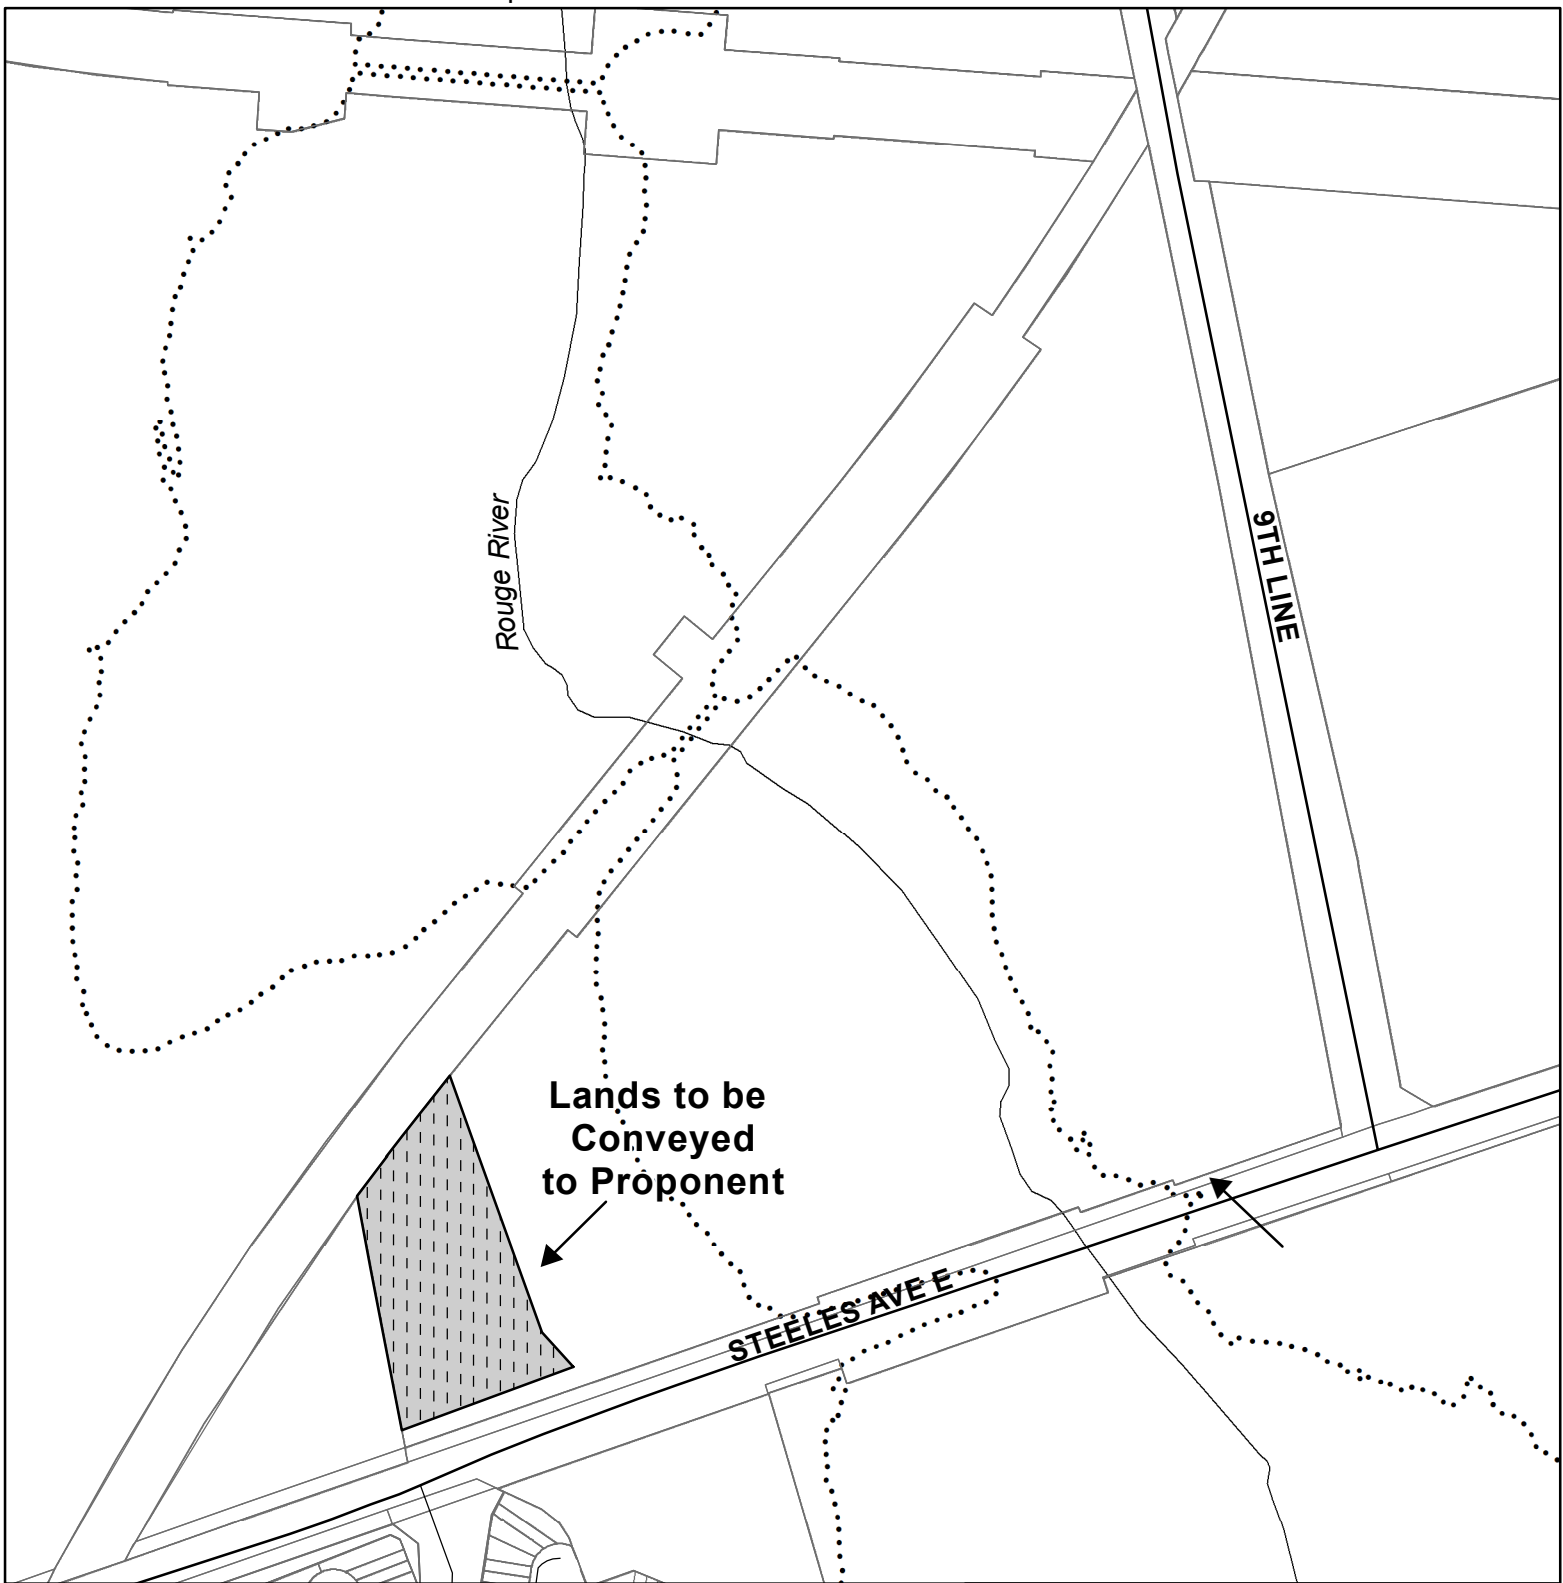 Rouge River
9TH LINE
Lands to be
Conveyed
to Proponent
STEELES AVE E